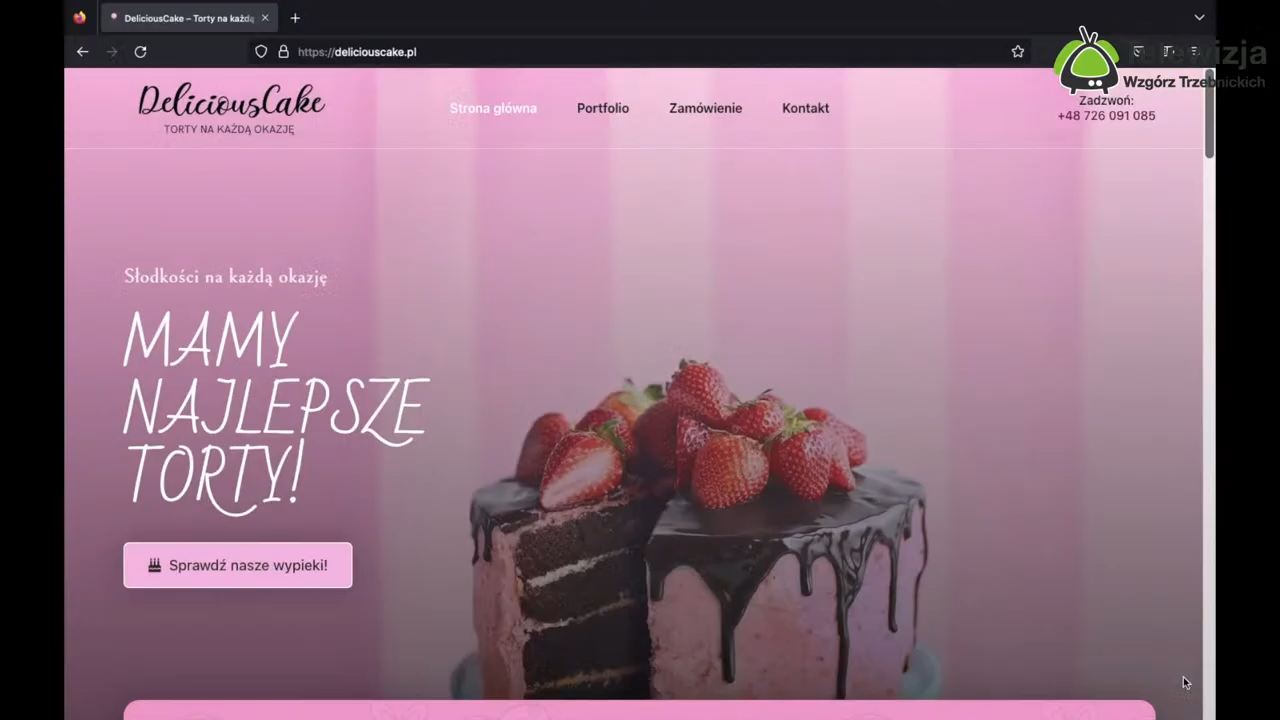 DeliciousCake – Torty na każdą
https://deliciouscake.pl
Telewizja
Wzgórz Trzebnickich
DeliciousCake
TORTY NA KAŻDĄ OKAZJĘ
Strona główna
Portfolio
Zamówienie
Kontakt
Zadzwoń:
+48 726 091 085
Słodkości na każdą okazję
MAMY
NAJLEPSZE
TORTY!
Sprawdź nasze wypieki!